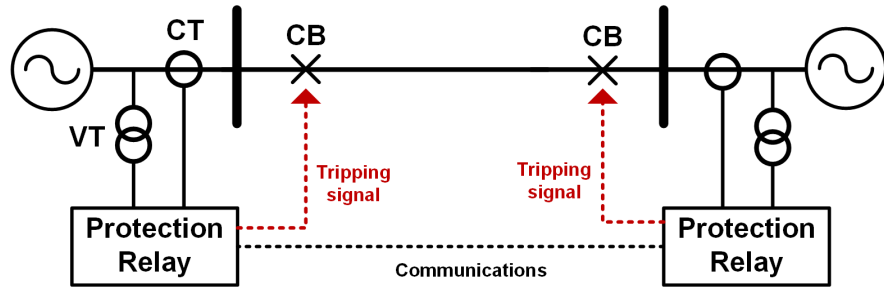 CT
CB
CB
VT
Tripping
signal
Tripping
signal
Protection
Relay
Protection
Relay
Communications